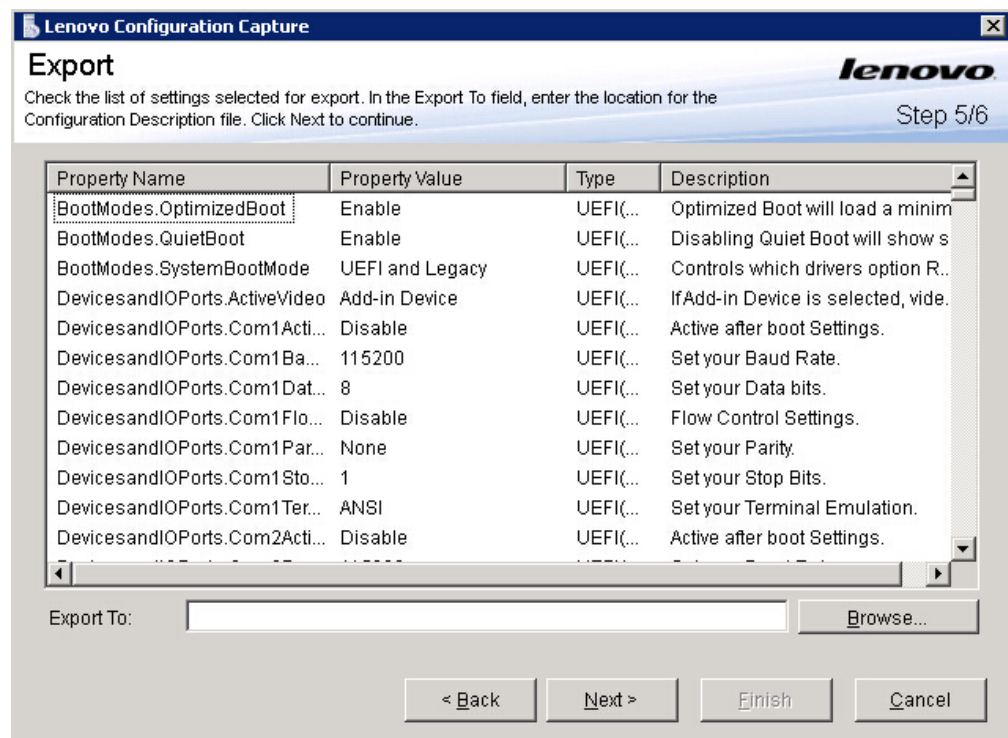 Lenovo Configuration Capture
Export
lenovo
Check the list of settings selected for export. In the Export To field, enter the location for the
Configuration Description file. Click Next to continue.
Step 5/6
Property Name Property Value Type Description
BootModes.OptimizedBoot Enable UEFI(... Optimized Boot will load a minim
BootModes.QuietBoot Enable UEFI(... Disabling Quiet Boot will show s
BootModes.SystemBootMode UEFI and Legacy UEFI(... Controls which drivers option R...
DevicesandIOPorts.ActiveVideo Add-in Device UEFI(... If Add-in Device is selected, vide...
DevicesandIOPorts.Com1Acti... Disable UEFI(... Active after boot Settings.
DevicesandIOPorts.Com1Ba... 115200 UEFI(... Set your Baud Rate.
DevicesandIOPorts.Com1Dat... 8 UEFI(... Set your Data bits.
DevicesandIOPorts.Com1Flo... Disable UEFI(... Flow Control Settings.
DevicesandIOPorts.Com1Par... None UEFI(... Set your Parity.
DevicesandIOPorts.Com1Sto... 1 UEFI(... Set your Stop Bits.
DevicesandIOPorts.Com1Ter... ANSI UEFI(... Set your Terminal Emulation.
DevicesandIOPorts.Com2Acti... Disable UEFI(... Active after boot Settings.
Export To:
Browse...
< Back
Next >
Finish
Cancel